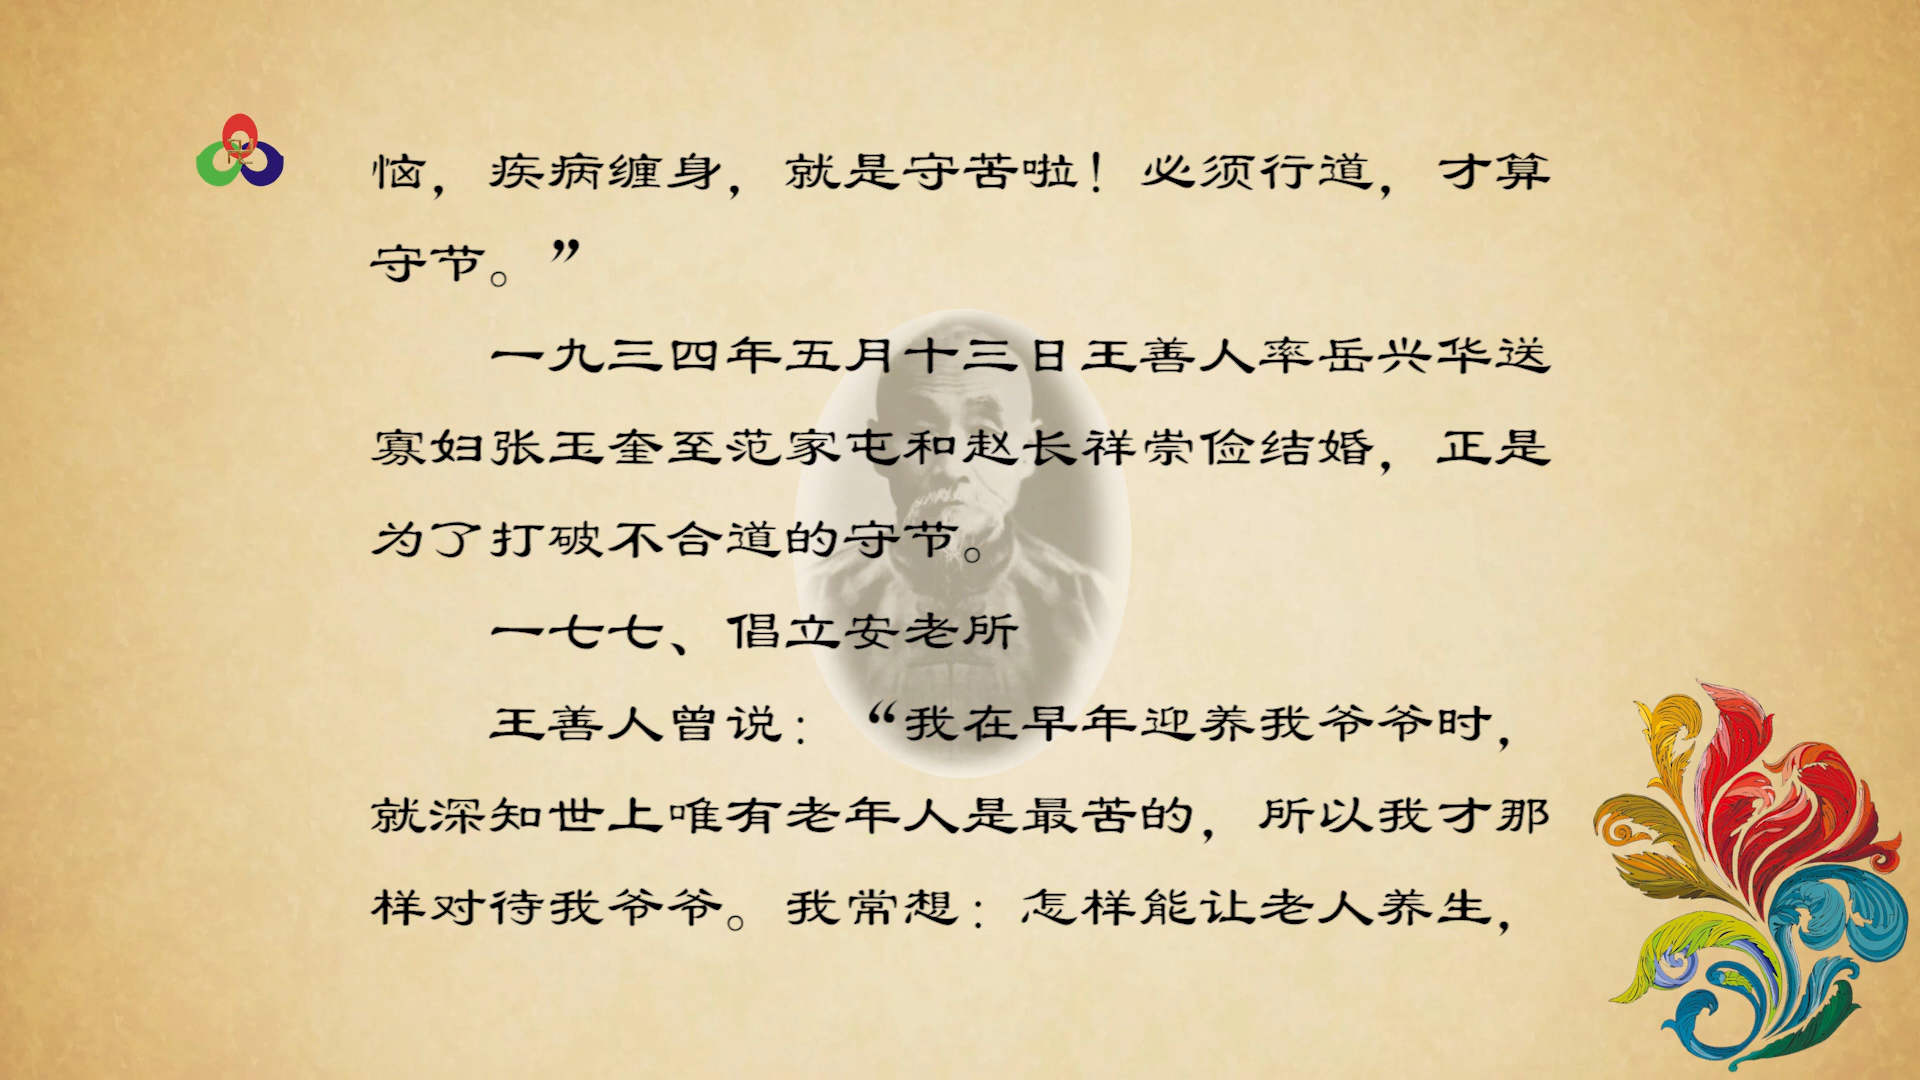 恼，疾病缠身，就是守苦啦！必须行道，才算
守节。”
一九三四年五月十三日王善人率岳兴华送
寡妇张玉奎至范家屯和赵长祥崇俭结婚，正是
为了打破不合道的守节。
一七七、倡立安老所
王善人曾说：“我在早年迎养我爷爷时，
就深知世上唯有老年人是最苦的，所以我才那
样对待我爷爷。我常想：怎样能让老人养生，